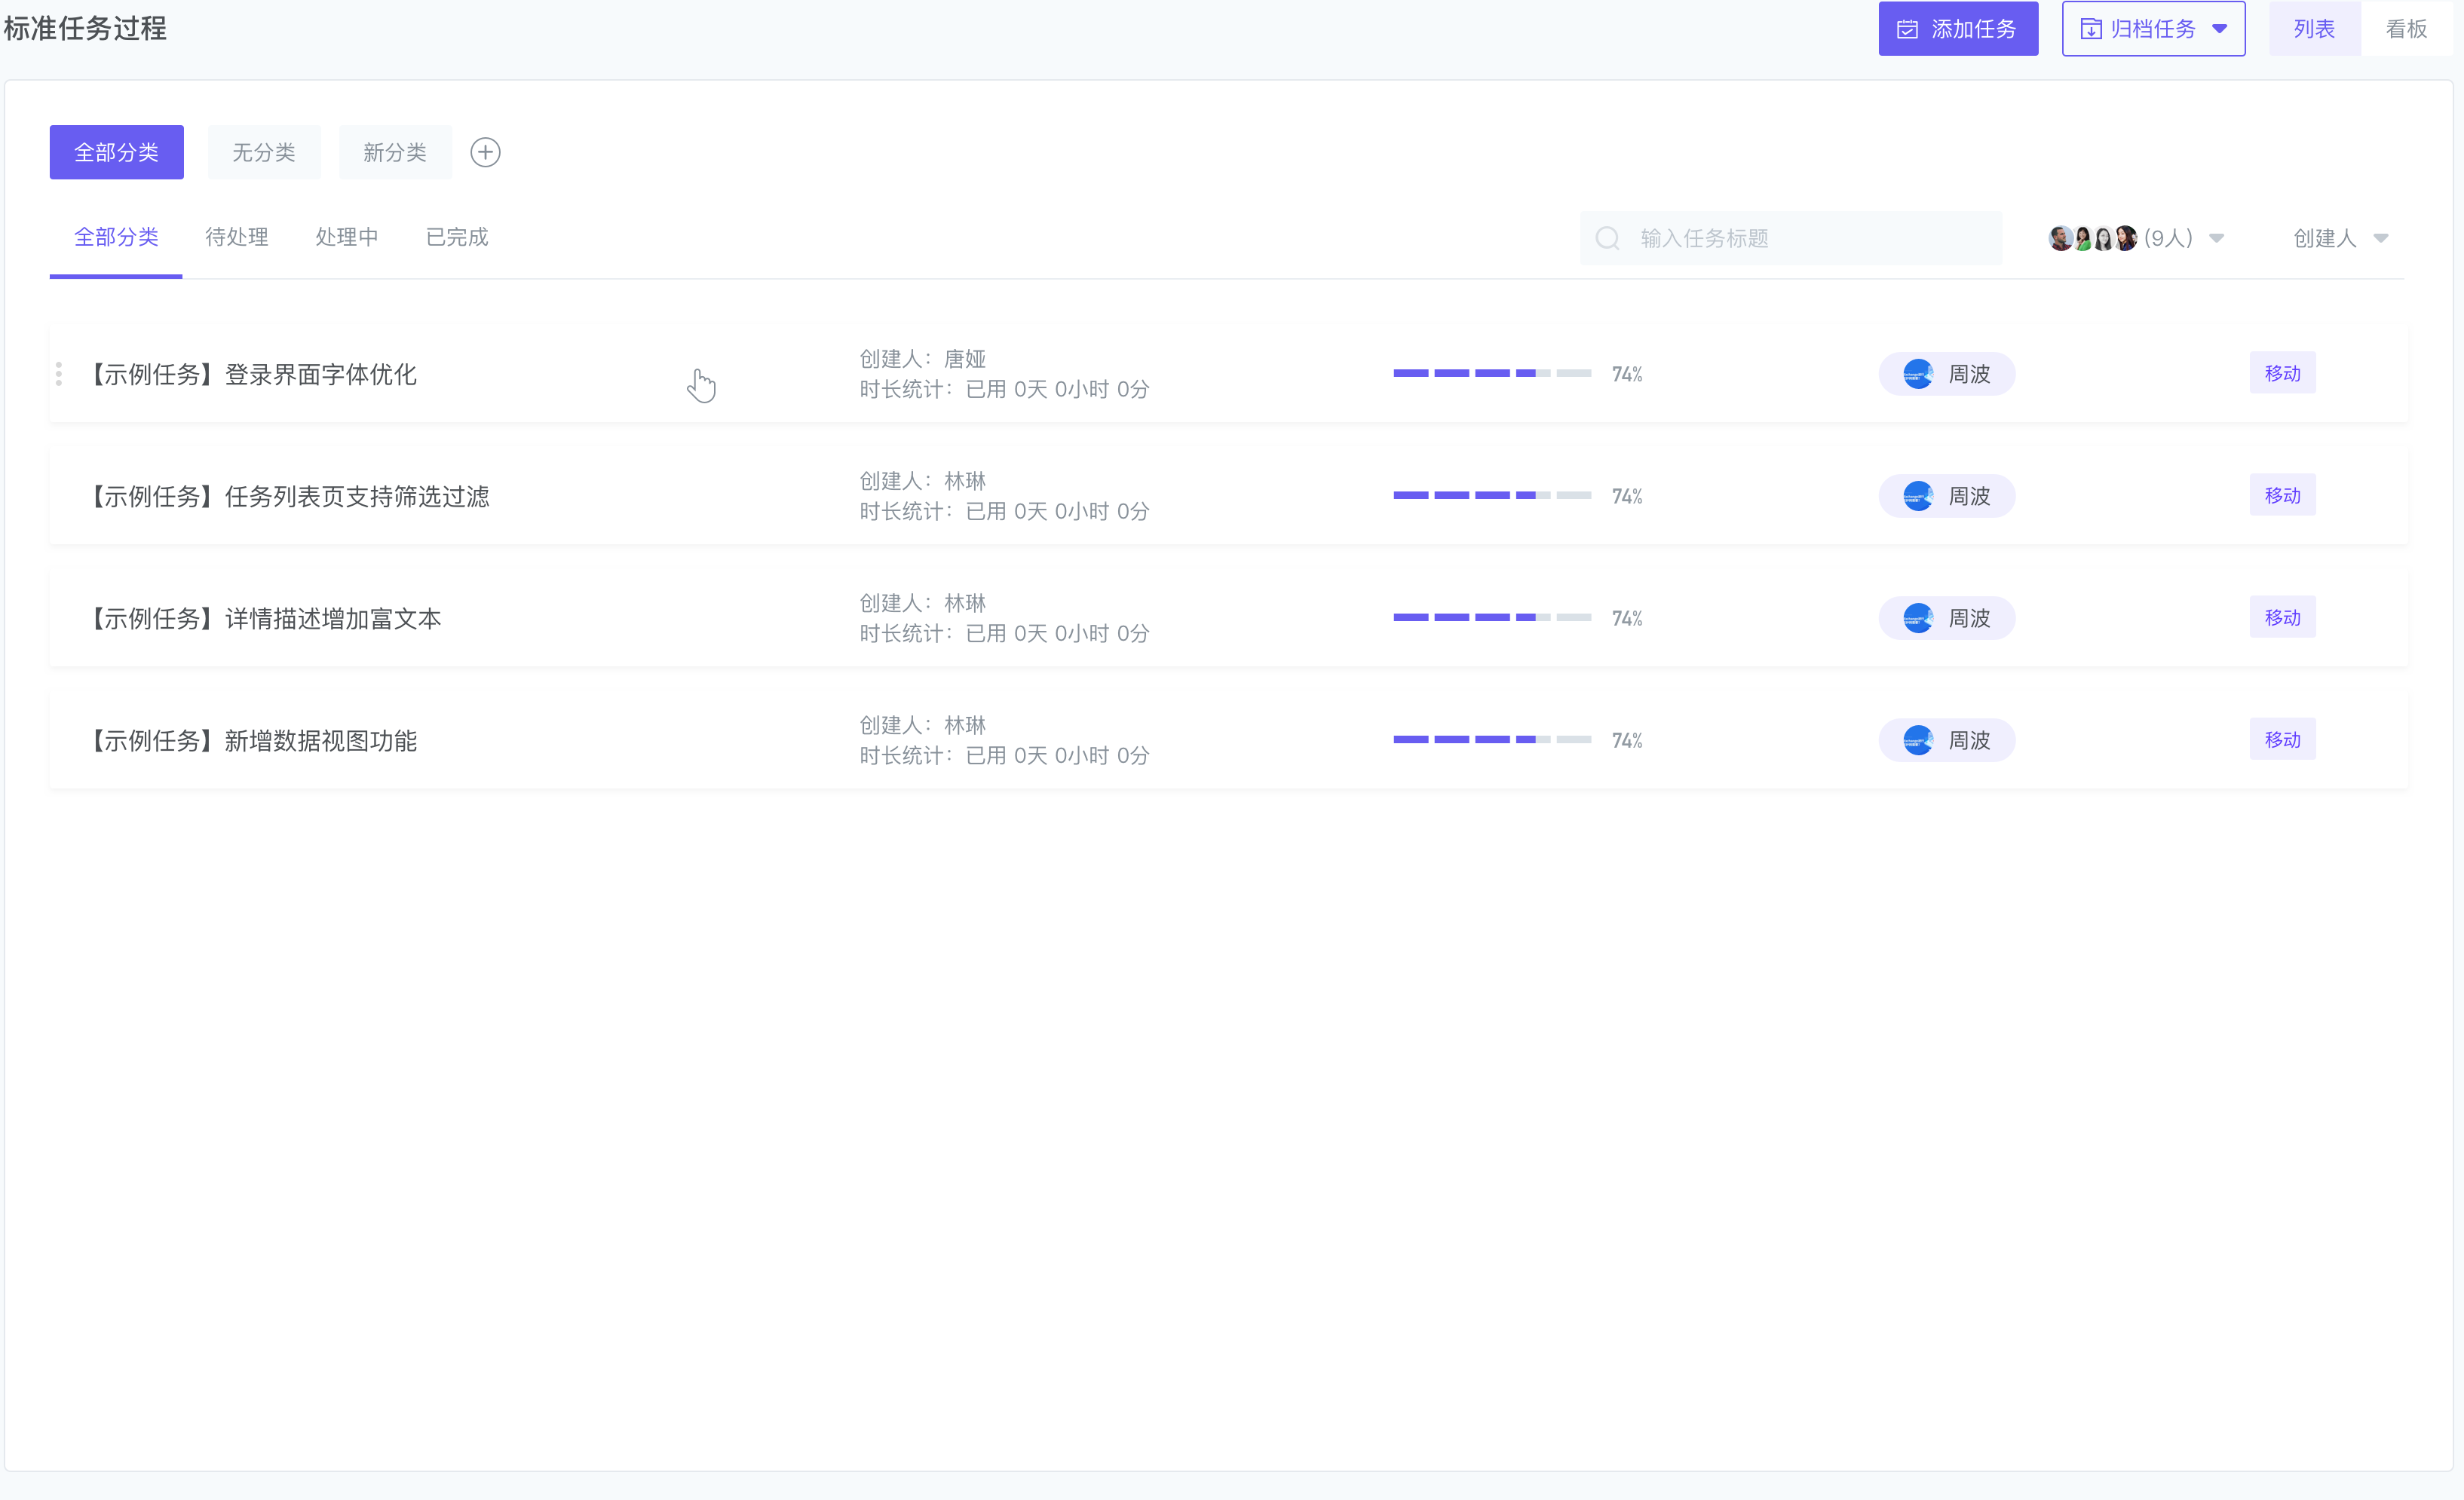 标准任务过程
添加任务
归档任务
列表
看板
全部分类
无分类
新分类
全部分类
待处理
处理中
已完成
输入任务标题
(9人)
创建人
【示例任务】登录界面字体优化
创建人：唐娅
时长统计：已用 0天 0小时 0分
74%
周波
移动
【示例任务】任务列表页支持筛选过滤
创建人：林琳
时长统计：已用 0天 0小时 0分
74%
周波
移动
【示例任务】详情描述增加富文本
创建人：林琳
时长统计：已用 0天 0小时 0分
74%
周波
移动
【示例任务】新增数据视图功能
创建人：林琳
时长统计：已用 0天 0小时 0分
74%
周波
移动